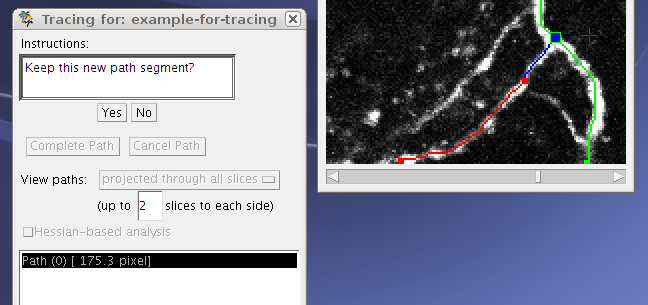 Tracing for: example-for-tracing
Instructions:
Keep this new path segment?
Yes No
Complete Path Cancel Path
View paths: projected through all slices
(up to 2 slices to each side)
Hessian-based analysis
Path (0) [ 175.3 pixel]